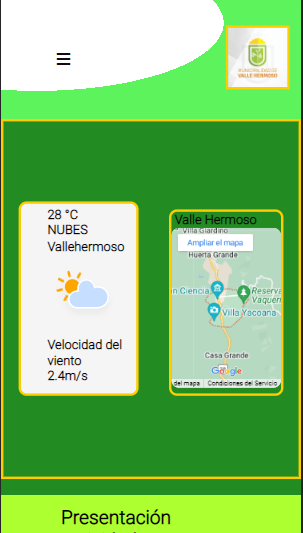 MUNICIPALIDAD DE
VALLE HERMOSO
28 °C
NUBES
Vallehermoso
Velocidad del
viento
2.4m/s
Valle Hermoso
Villa Giardino
Ampliar el mapa
Huerta Grande
n Ciencia
Reserv
Vaquer
Villa Yacoana
Casa Grande
Google
del mapa
Condiciones del Servicio
Presentación